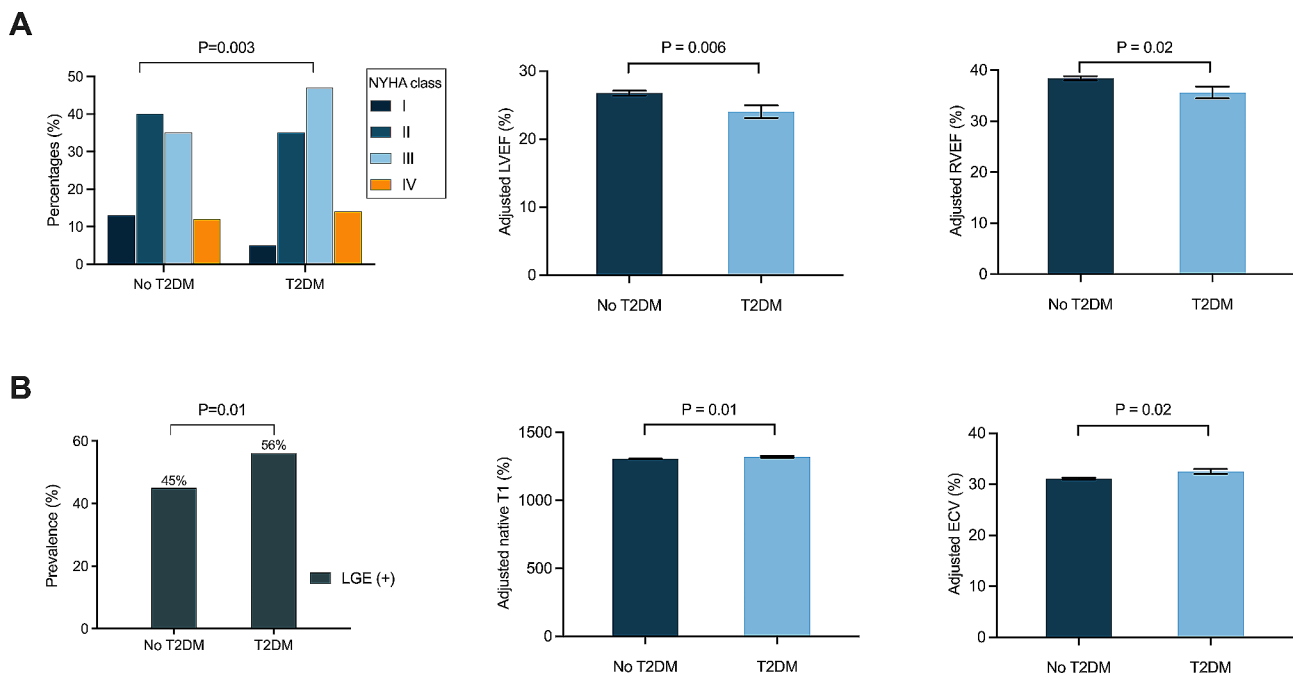 A
P=0.003
NYHA class
I
II
III
IV
Percentages (%)
50
40
30
20
10
0
No T2DM
T2DM
P = 0.006
Adjusted LVEF (%)
30
20
10
0
No T2DM
T2DM
P = 0.02
Adjusted RVEF (%)
40
30
20
10
0
No T2DM
T2DM
B
P=0.01
Prevalence (%)
60
40
20
0
45%
56%
LGE (+)
No T2DM
T2DM
P = 0.01
Adjusted native T1 (%)
1500
1000
500
0
No T2DM
T2DM
P = 0.02
Adjusted ECV (%)
40
30
20
10
0
No T2DM
T2DM